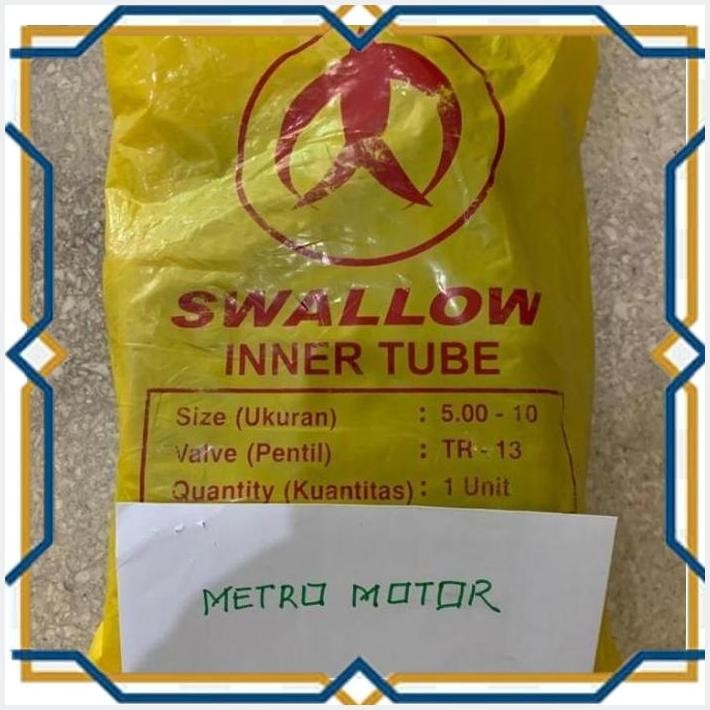 SWALLOW
INNER TUBE
Size (Ukuran) : 5.00 - 10
Valve (Pentil) : TR - 13
Quantity (Kuantitas) : 1 Unit
METRO MOTOR